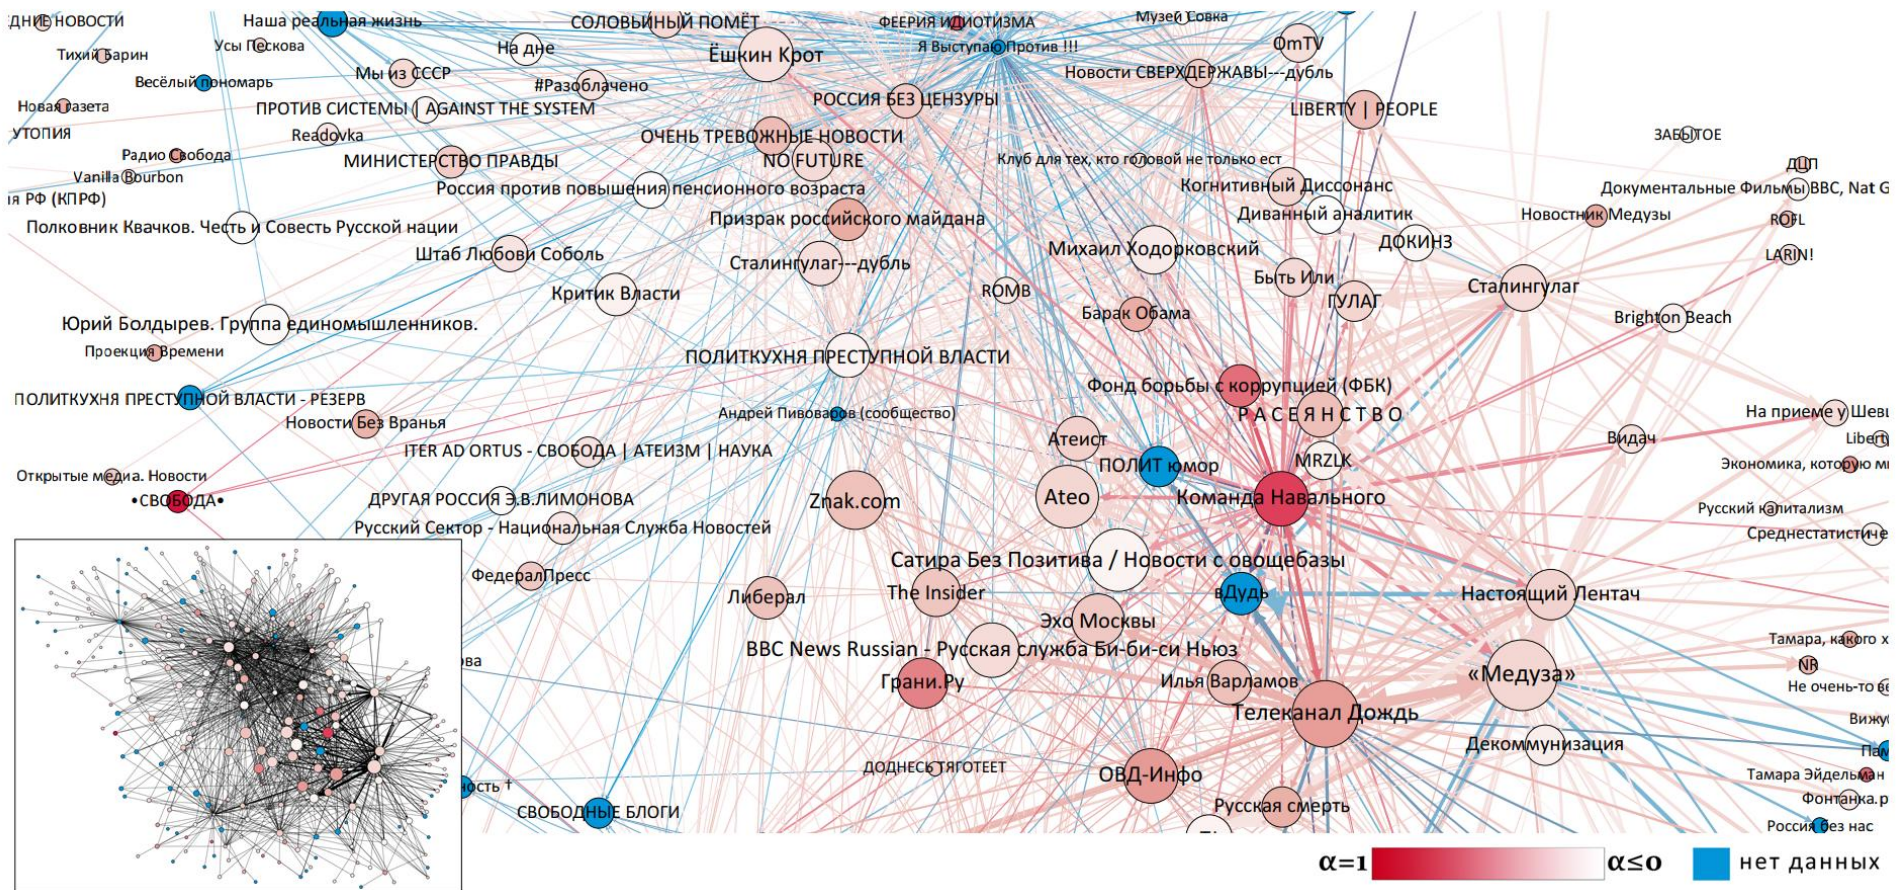 ДНИЕ НОВОСТИ
Наша реальная жизнь
СОЛОВЬИНЫЙ ПОМЁТ
ФЕЕРИЯ ИДИОТИЗМА
Музей Совка
Тихий Барин
Усы Пескова
На дне
Ёшкин Крот
Я Выступаю Против !!!
OmTV
Весёлый пономарь
Мы из СССР
#Разоблачено
Новости СВЕРХДЕРЖАВЫ---дубль
Новая газета
ПРОТИВ СИСТЕМЫ | AGAINST THE SYSTEM
РОССИЯ БЕЗ ЦЕНЗУРЫ
LIBERTY | PEOPLE
УТОПИЯ
Readovka
ОЧЕНЬ ТРЕВОЖНЫЕ НОВОСТИ
ЗАБЫТОЕ
Радио Свобода
МИНИСТЕРСТВО ПРАВДЫ
NO FUTURE
Клуб для тех, кто головой не только ест
ДЦП
Vanilla Bourbon
Россия против повышения пенсионного возраста
Когнитивный Диссонанс
Документальные Фильмы BBC, Nat G
я РФ (КПРФ)
Полковник Квачков. Честь и Совесть Русской нации
Призрак российского майдана
Диванный аналитик
Новостник Медузы
ROFL
Штаб Любови Соболь
Сталингулаг---дубль
Михаил Ходорковский
ДОКИНЗ
LARIN!
Критик Власти
ROMB
Быть Или
Сталингулаг
ГУЛАГ
Барак Обама
Brighton Beach
Юрий Болдырев. Группа единомышленников.
Проекция Времени
ПОЛИТКУХНЯ ПРЕСТУПНОЙ ВЛАСТИ
ПОЛИТКУХНЯ ПРЕСТУПНОЙ ВЛАСТИ - РЕЗЕРВ
Фонд борьбы с коррупцией (ФБК)
Новости Без Вранья
Андрей Пивоваров (сообщество)
Р А С Е Я Н С Т В О
На приеме у Шевц
ITER AD ORTUS - СВОБОДА | АТЕИЗМ | НАУКА
Атеист
Видач
Liberty
Открытые медиа. Новости
ПОЛИТ юмор
MRZLK
Экономика, которую м
•СВОБОДА•
ДРУГАЯ РОССИЯ Э.В.ЛИМОНОВА
Znak.com
Ateo
Команда Навального
Русский капитализм
Русский Сектор - Национальная Служба Новостей
Среднестатистиче
Сатира Без Позитива / Новости с овощебазы
ФедералПресс
Либерал
The Insider
вДудь
Настоящий Лентач
Эхо Москвы
Тамара, какого х
BBC News Russian - Русская служба Би-би-си Ньюз
ова
NR
Грани.Ру
Илья Варламов
«Медуза»
Не очень-то ве
Телеканал Дождь
Вижу
Декоммунизация
Пам
ДОДНЕСЬ ТЯГОТЕЕТ
ОВД-Инфо
Тамара Эйдельман
ность †
Фонтанка.р
СВОБОДНЫЕ БЛОГИ
Русская смерть
Россия без нас
α=1
α≤0
нет данных